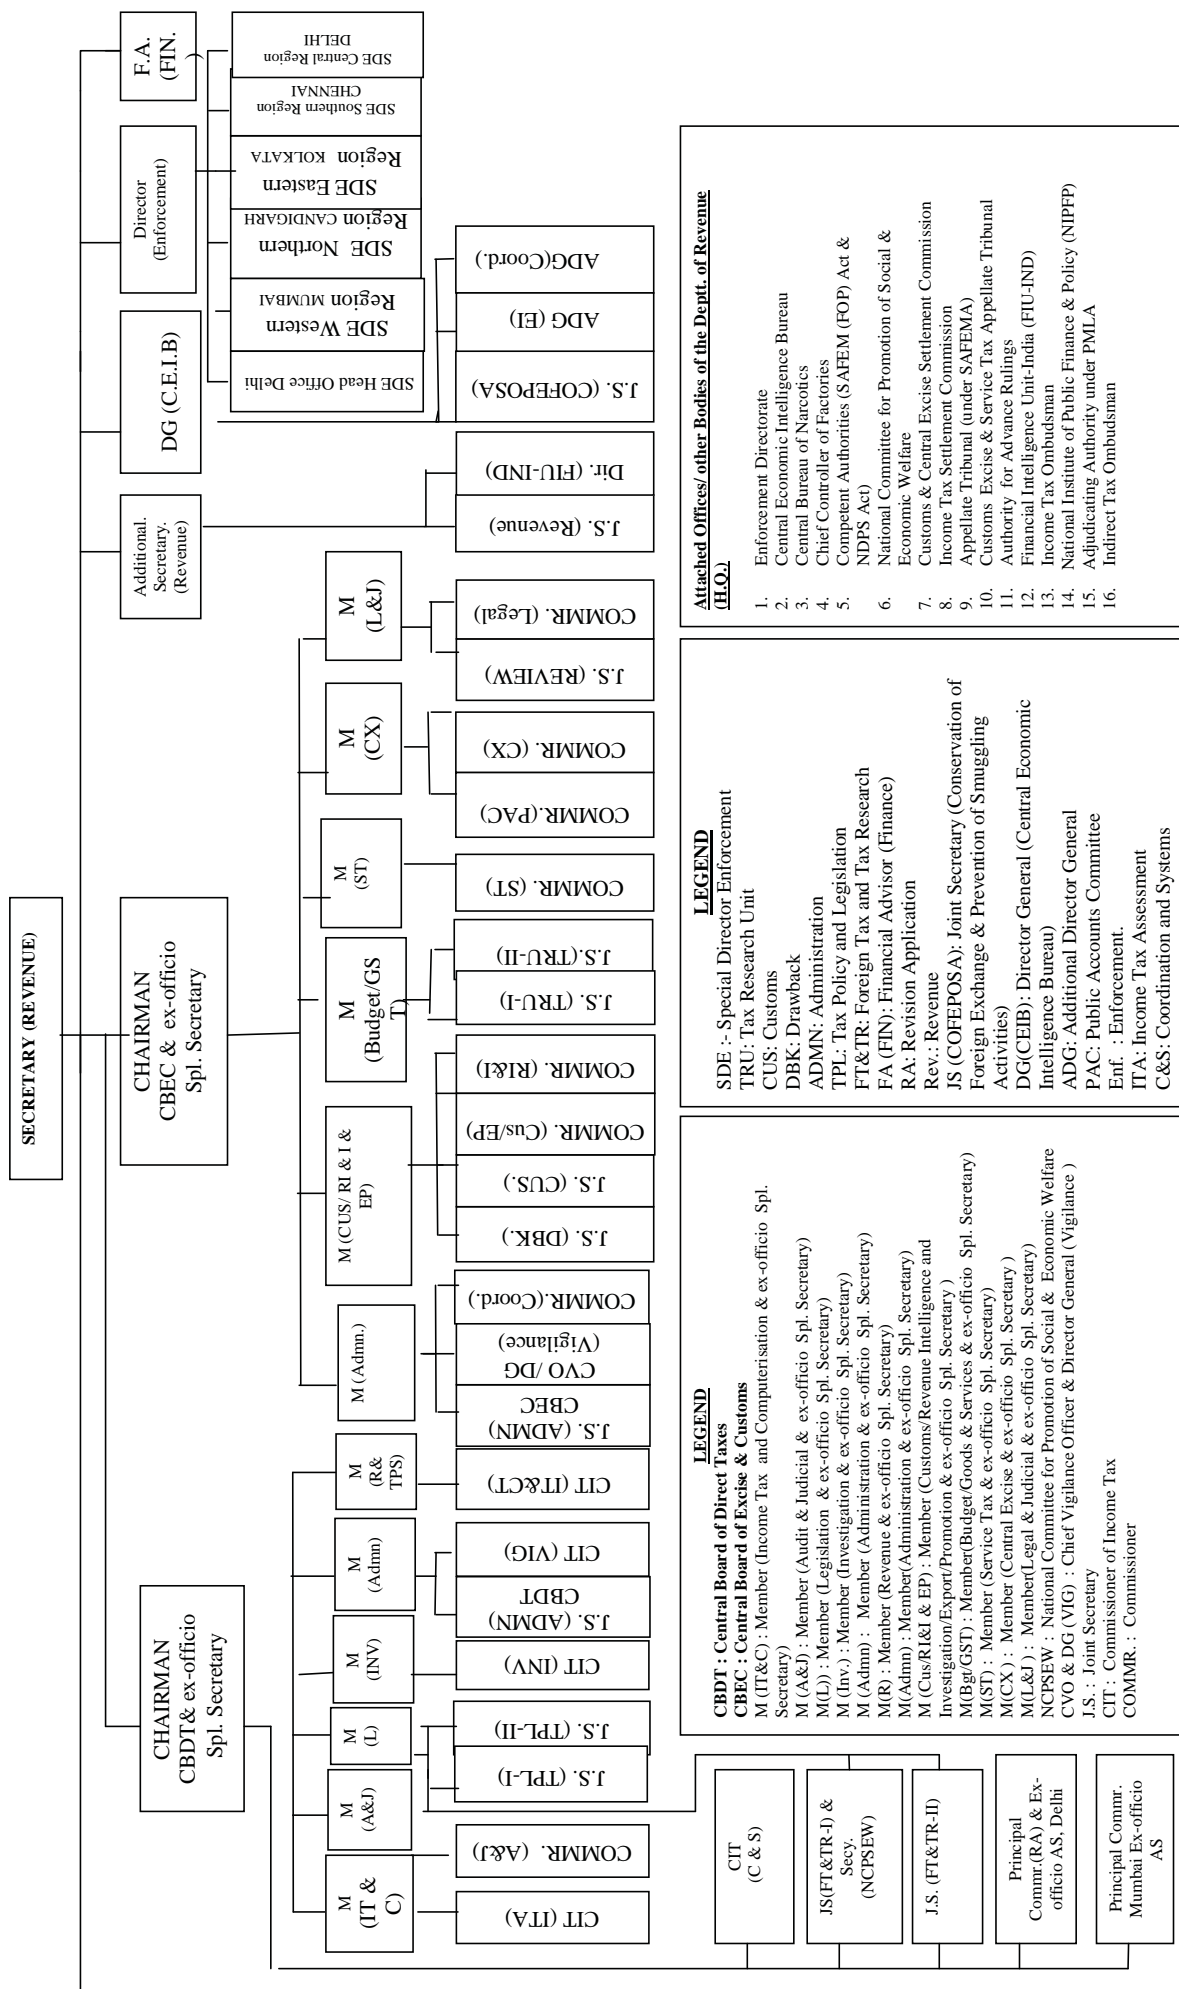 SECRETARY (REVENUE)
CHAIRMAN
CBDT& ex-officio
Spl. Secretary
CHAIRMAN
CBEC & ex-officio
Spl. Secretary
Additional.
Secretary.
(Revenue)
DG (C.E.I.B)
Director
(Enforcement)
F.A.
(FIN.
)
M
(IT &
C)
M
(A&J)
M
(L)
M
(INV)
M
(Admn)
M
(R&
TPS)
M (Admn.)
M (CUS/ RI & I &
EP)
M
(Budget/GS
T)
M
(ST)
M
(CX)
M
(L&J)
SDE Head Office Delhi
SDE Western
Region MUMBAI
SDE Northern
Region CANDIGARH
SDE Eastern
Region KOLKATA
SDE Southern Region
CHENNAI
SDE Central Region
DELHI
CIT (ITA)
COMMR. (A&J)
J.S. (TPL-I)
J.S. (TPL-II)
CIT (INV)
J.S. (ADMN)
CBDT
CIT (VIG)
CIT (IT&CT)
J.S. (ADMN)
CBEC
CVO /DG
(Vigilance)
COMMR.(Coord.)
J.S. (DBK.)
J.S. (CUS.)
COMMR. (Cus/EP)
COMMR. (RI&I)
J.S. (TRU-I)
J.S.(TRU-II)
COMMR. (ST)
COMMR.(PAC)
COMMR. (CX)
J.S. (REVIEW)
COMMR. (Legal)
J.S. (Revenue)
Dir. (FIU-IND)
J.S. (COFEPOSA)
ADG (EI)
ADG(Coord.)
CIT
(C & S)
JS(FT&TR-I) &
Secy.
(NCPSEW)
J.S. (FT&TR-II)
Principal
Commr.(RA) & Ex-
officio AS, Delhi
Principal Commr.
Mumbai Ex-officio
AS
LEGEND
CBDT : Central Board of Direct Taxes
CBEC : Central Board of Excise & Customs
M (IT&C) : Member (Income Tax and Computerisation & ex-officio Spl.
Secretary)
M (A&J) : Member (Audit & Judicial & ex-officio Spl. Secretary)
M(L)) : Member (Legislation & ex-officio Spl. Secretary)
M (Inv.) : Member (Investigation & ex-officio Spl. Secretary)
M (Admn) : Member (Administration & ex-officio Spl. Secretary)
M(R) : Member (Revenue & ex-officio Spl. Secretary)
M(Admn) : Member(Administration & ex-officio Spl. Secretary)
M (Cus/RI&I & EP) : Member (Customs/Revenue Intelligence and
Investigation/Export/Promotion & ex-officio Spl. Secretary )
M(Bgt/GST) : Member(Budget/Goods & Services & ex-officio Spl. Secretary)
M(ST) : Member (Service Tax & ex-officio Spl. Secretary)
M(CX) : Member (Central Excise & ex-officio Spl. Secretary )
M(L&J ) : Member(Legal & Judicial & ex-officio Spl. Secretary)
NCPSEW : National Committee for Promotion of Social & Economic Welfare
CVO & DG (VIG) : Chief Vigilance Officer & Director General (Vigilance )
J.S. : Joint Secretary
CIT : Commissioner of Income Tax
COMMR. : Commissioner
LEGEND
SDE :- Special Director Enforcement
TRU: Tax Research Unit
CUS: Customs
DBK: Drawback
ADMN: Administration
TPL: Tax Policy and Legislation
FT&TR: Foreign Tax and Tax Research
FA (FIN): Financial Advisor (Finance)
RA: Revision Application
Rev.: Revenue
JS (COFEPOSA): Joint Secretary (Conservation of
Foreign Exchange & Prevention of Smuggling
Activities)
DG(CEIB): Director General (Central Economic
Intelligence Bureau)
ADG: Additional Director General
PAC: Public Accounts Committee
Enf. : Enforcement.
ITA: Income Tax Assessment
C&S: Coordination and Systems
Attached Offices/ other Bodies of the Deptt. of Revenue
(H.Q.)
1. Enforcement Directorate
2. Central Economic Intelligence Bureau
3. Central Bureau of Narcotics
4. Chief Controller of Factories
5. Competent Authorities (SAFEM (FOP) Act &
NDPS Act)
6. National Committee for Promotion of Social &
Economic Welfare
7. Customs & Central Excise Settlement Commission
8. Income Tax Settlement Commission
9. Appellate Tribunal (under SAFEMA)
10. Customs Excise & Service Tax Appellate Tribunal
11. Authority for Advance Rulings
12. Financial Intelligence Unit-India (FIU-IND)
13. Income Tax Ombudsman
14. National Institute of Public Finance & Policy (NIPFP)
15. Adjudicating Authority under PMLA
16. Indirect Tax Ombudsman